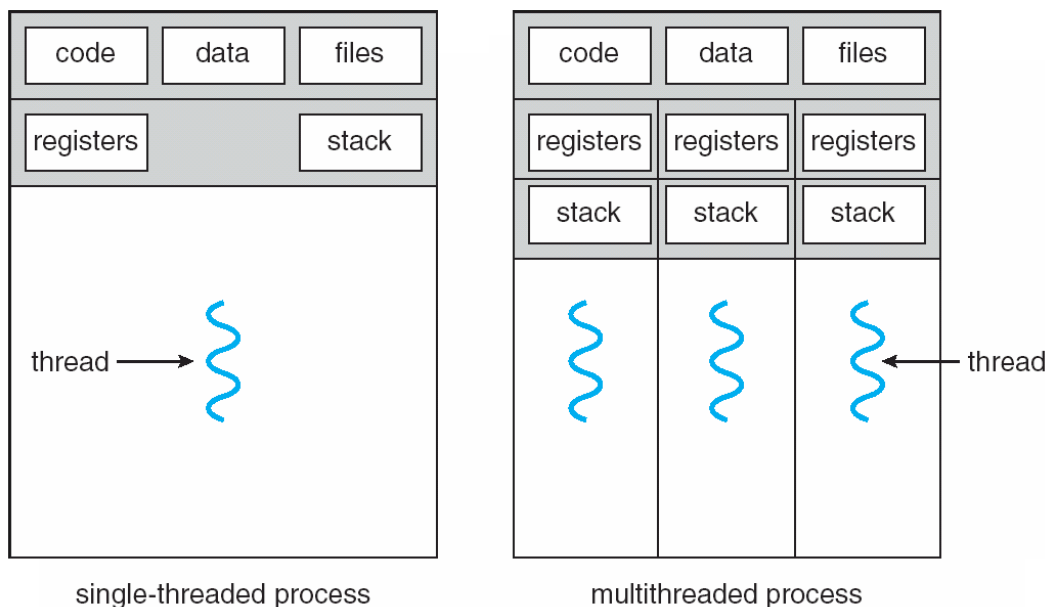 code data files code data files
registers stack registers registers registers
stack stack stack
thread thread
single-threaded process multithreaded process